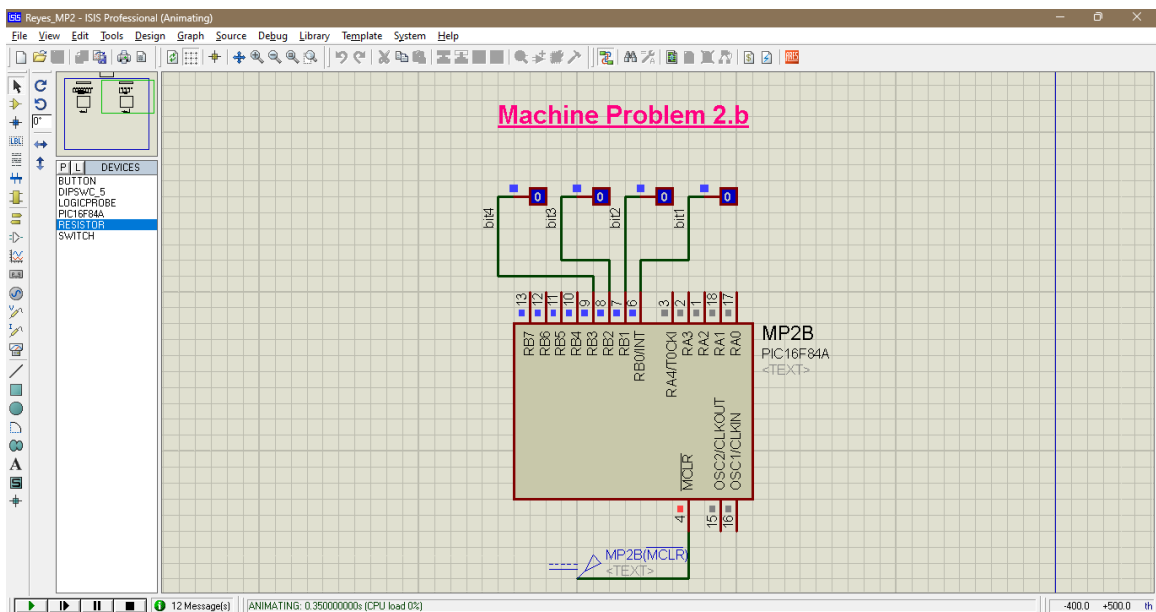 Reyes_MP2 - ISIS Professional (Animating)
File View Edit Tools Design Graph Source Debug Library Template System Help
0°
LBL
P L DEVICES
BUTTON
DIPSWC_5
LOGICPROBE
PIC16F84A
RESISTOR
SWITCH
Machine Problem 2.b
0 0 0 0
bit4 bit3 bit2 bit1
13 12 11 10 9 8 7 6 3 2 1 18 17
RB7 RB6 RB5 RB4 RB3 RB2 RB1 RB0/INT RA4/T0CKI RA3 RA2 RA1 RA0
MP2B
PIC16F84A
<TEXT>
MCLR OSC2/CLKOUT OSC1/CLKIN
4 15 16
MP2B(MCLR)
<TEXT>
12 Message(s) ANIMATING: 0.350000000s (CPU load 0%) -400.0 +500.0 th